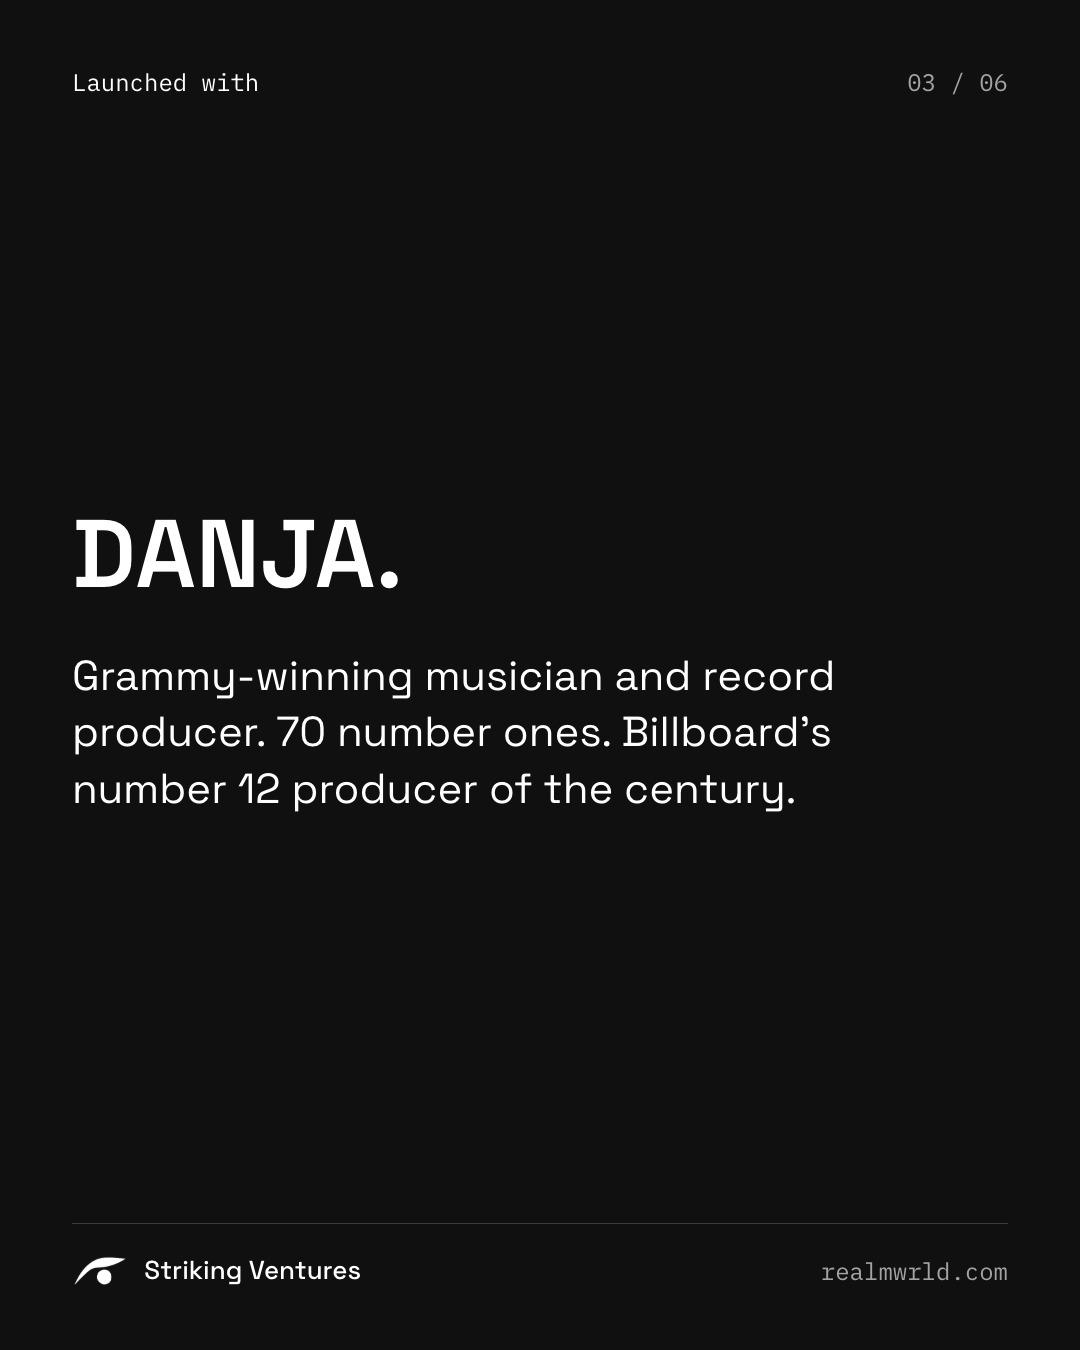 Launched with
03 / 06
DANJA.
Grammy-winning musician and record
producer. 70 number ones. Billboard’s
number 12 producer of the century.
Striking Ventures
realmwrld.com